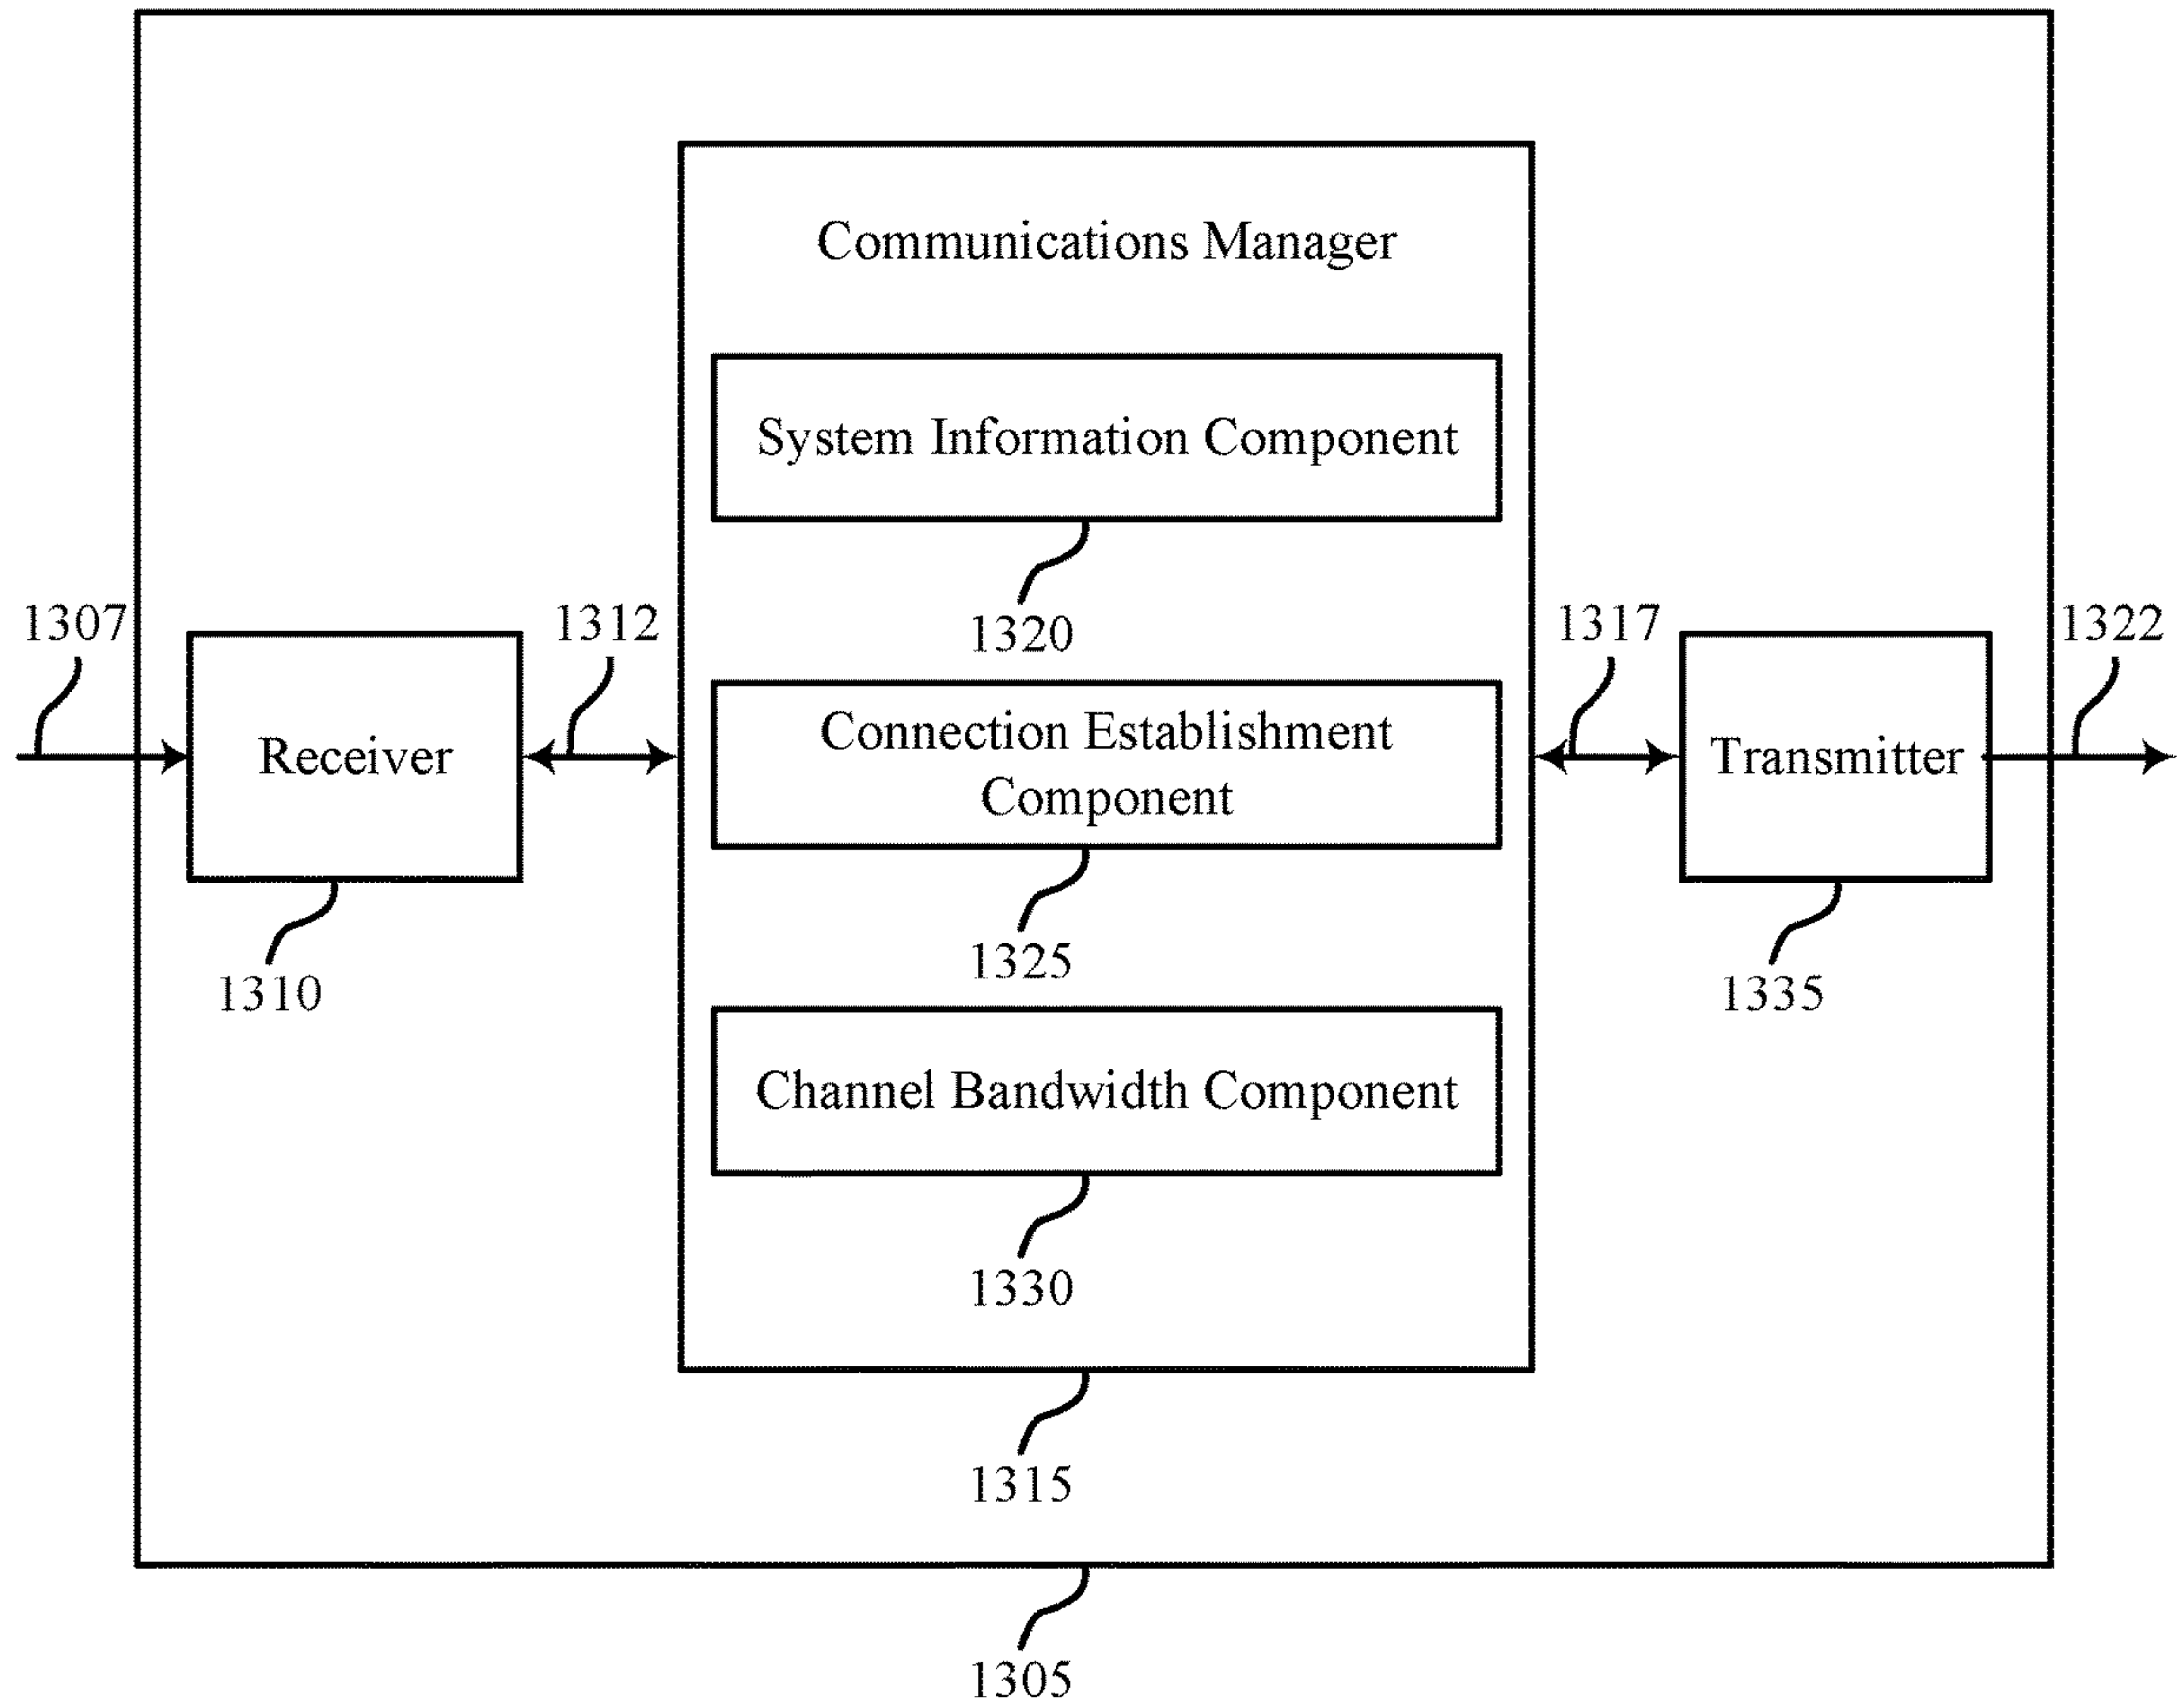 Communications Manager
System Information Component
1320
1307
1312
1317
1322
Receiver
Connection Establishment
Component
Transmitter
1325
1310
1335
Channel Bandwidth Component
1330
1315
1305